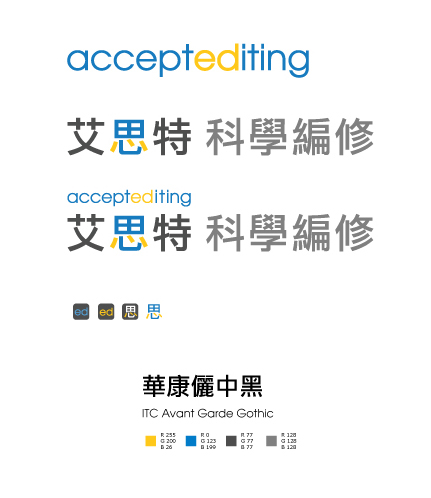 acceptediting
艾思特 科學編修
acceptediting
艾思特 科學編修
ed ed 思 思
華康儷中黑
ITC Avant Garde Gothic
R 255 R 0 R 77 R 128
G 200 G 123 G 77 G 128
B 26 B 199 B 77 B 128